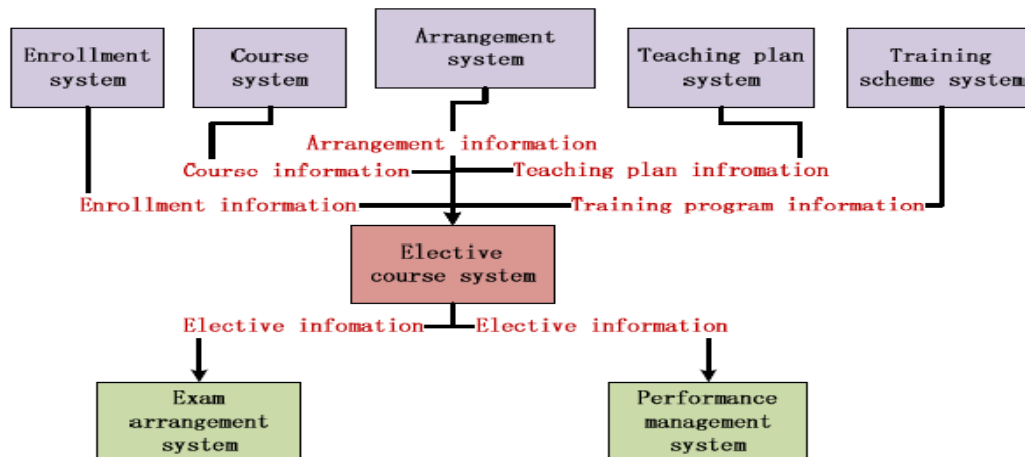 Enrollment
system
Course
system
Arrangement
system
Teaching plan
system
Training
scheme system
Arrangement information
Course information
Teaching plan infromation
Enrollment information
Training program information
Elective
course system
Elective infomation
Elective information
Exam
arrangement
system
Performance
management
system